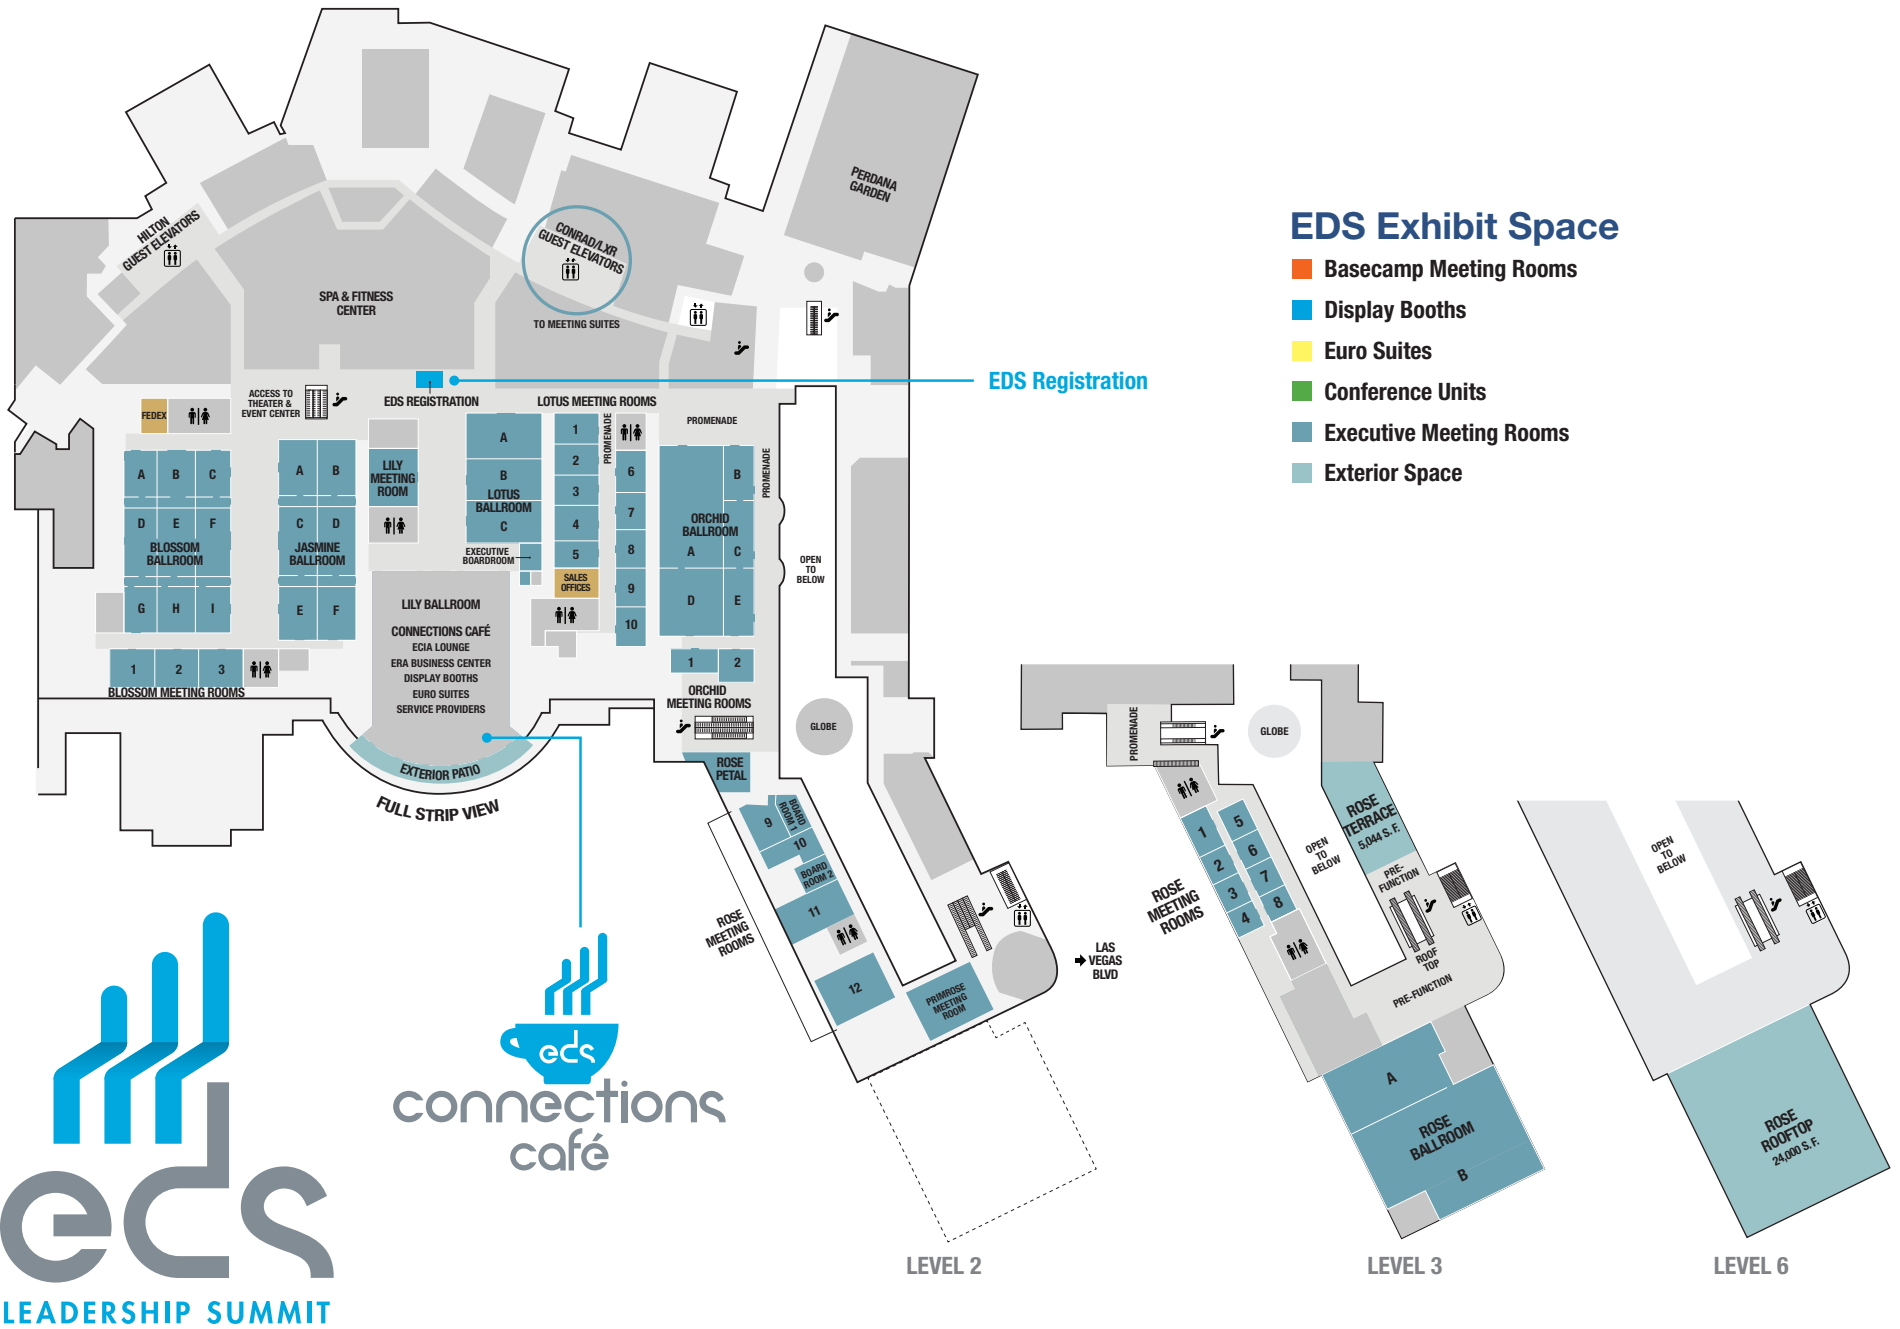 PERDANA
GARDEN
HILTON
GUEST ELEVATORS
CONRAD/LXR
GUEST ELEVATORS
SPA & FITNESS
CENTER
TO MEETING SUITES
EDS Exhibit Space
Basecamp Meeting Rooms
Display Booths
Euro Suites
Conference Units
Executive Meeting Rooms
Exterior Space
EDS Registration
ACCESS TO
THEATER &
EVENT CENTER
EDS REGISTRATION
LOTUS MEETING ROOMS
FEDEX
PROMENADE
PROMENADE
PROMENADE
A
B
C
D
E
F
BLOSSOM
BALLROOM
G
H
I
A
B
C
D
JASMINE
BALLROOM
E
F
LILY
MEETING
ROOM
A
B
LOTUS
BALLROOM
C
EXECUTIVE
BOARDROOM
1
2
3
4
5
SALES
OFFICES
6
7
8
9
10
B
ORCHID
BALLROOM
A
C
D
E
OPEN
TO
BELOW
1
2
3
BLOSSOM MEETING ROOMS
LILY BALLROOM
CONNECTIONS CAFÉ
ECIA LOUNGE
ERA BUSINESS CENTER
DISPLAY BOOTHS
EURO SUITES
SERVICE PROVIDERS
EXTERIOR PATIO
FULL STRIP VIEW
1
2
ORCHID
MEETING ROOMS
GLOBE
ROSE
PETAL
9
BOARD
ROOM 1
10
BOARD
ROOM 2
11
12
ROSE
MEETING
ROOMS
PRIMROSE
MEETING
ROOM
LAS
VEGAS
BLVD
LEVEL 2
PROMENADE
GLOBE
ROSE
TERRACE
5,044 S. F.
1
2
3
4
5
6
7
8
OPEN
TO
BELOW
PRE-
FUNCTION
ROSE
MEETING
ROOMS
ROOF
TOP
PRE-FUNCTION
A
ROSE
BALLROOM
B
LEVEL 3
OPEN
TO
BELOW
ROSE
ROOFTOP
24,000 S. F.
LEVEL 6
eds
connections
café
eds
LEADERSHIP SUMMIT